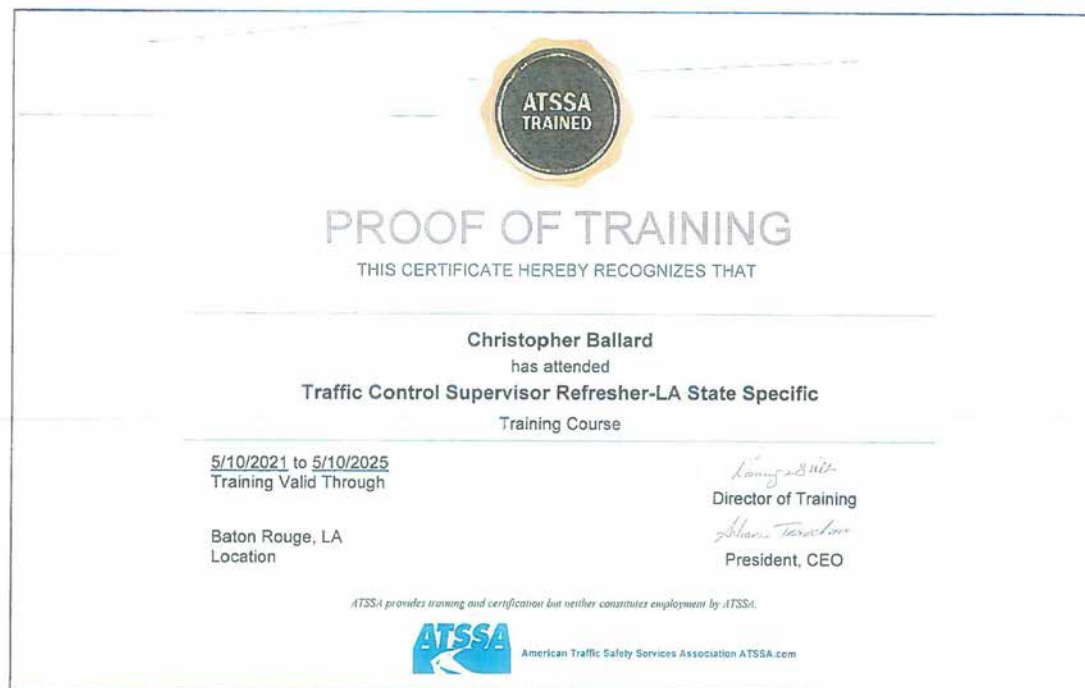 ATSSA
TRAINED
PROOF OF TRAINING
THIS CERTIFICATE HEREBY RECOGNIZES THAT
Christopher Ballard
has attended
Traffic Control Supervisor Refresher-LA State Specific
Training Course
5/10/2021 to 5/10/2025
Training Valid Through
Baton Rouge, LA
Location
Director of Training
President, CEO
ATSSA provides training and certification but neither constitutes employment by ATSSA.
ATSSA
American Traffic Safety Services Association ATSSA.com